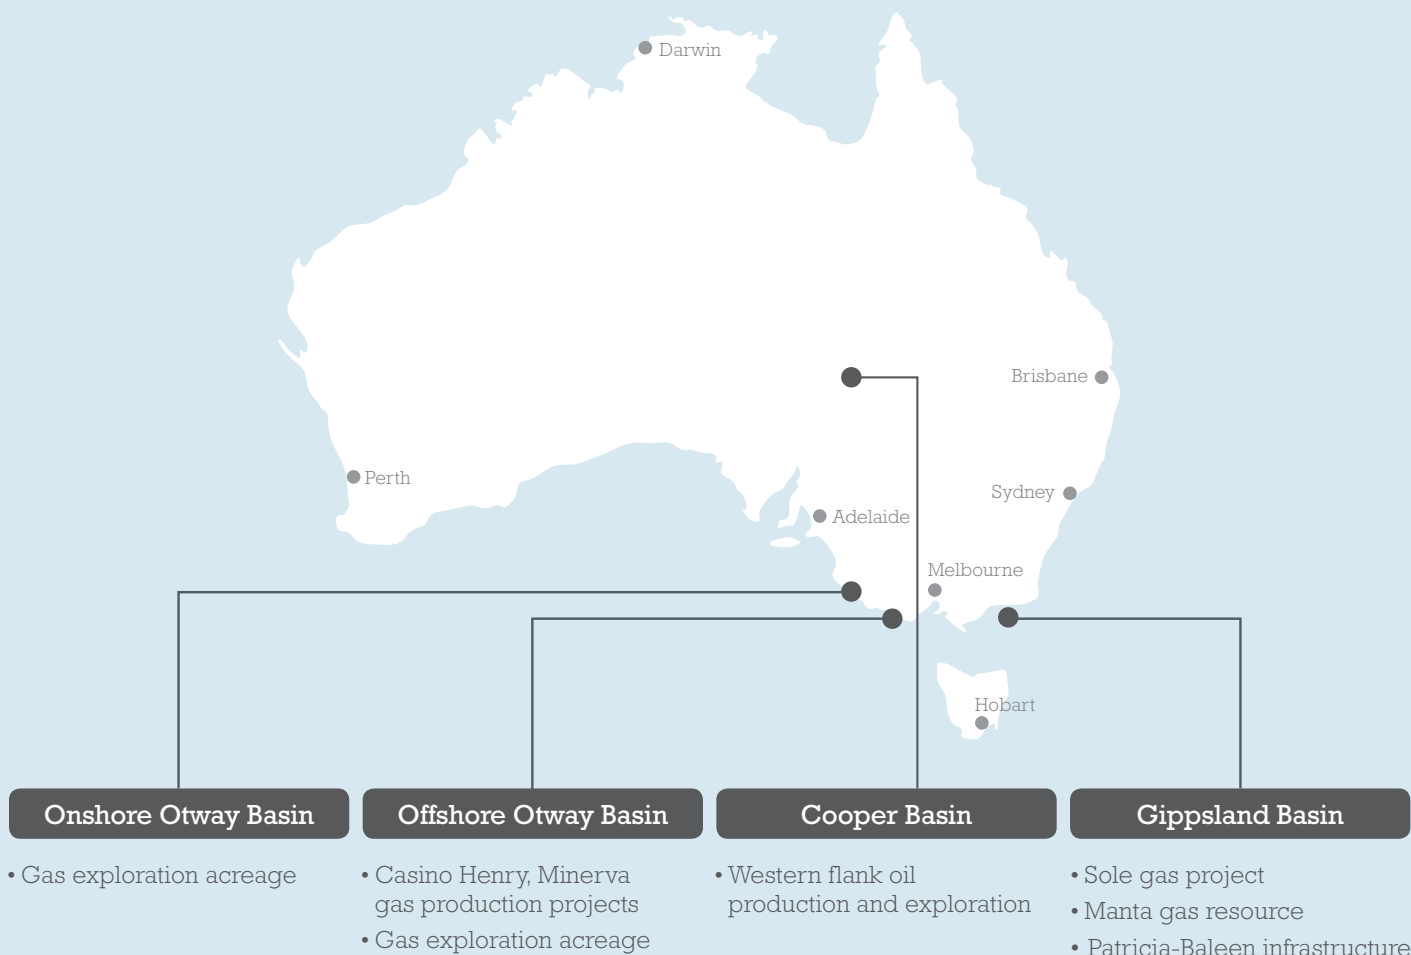 Darwin
Brisbane
Perth
Sydney
Adelaide
Melbourne
Hobart
Onshore Otway Basin
• Gas exploration acreage
Offshore Otway Basin
• Casino Henry, Minerva
gas production projects
• Gas exploration acreage
Cooper Basin
• Western flank oil
production and exploration
Gippsland Basin
• Sole gas project
• Manta gas resource
• Patricia-Baleen infrastructure